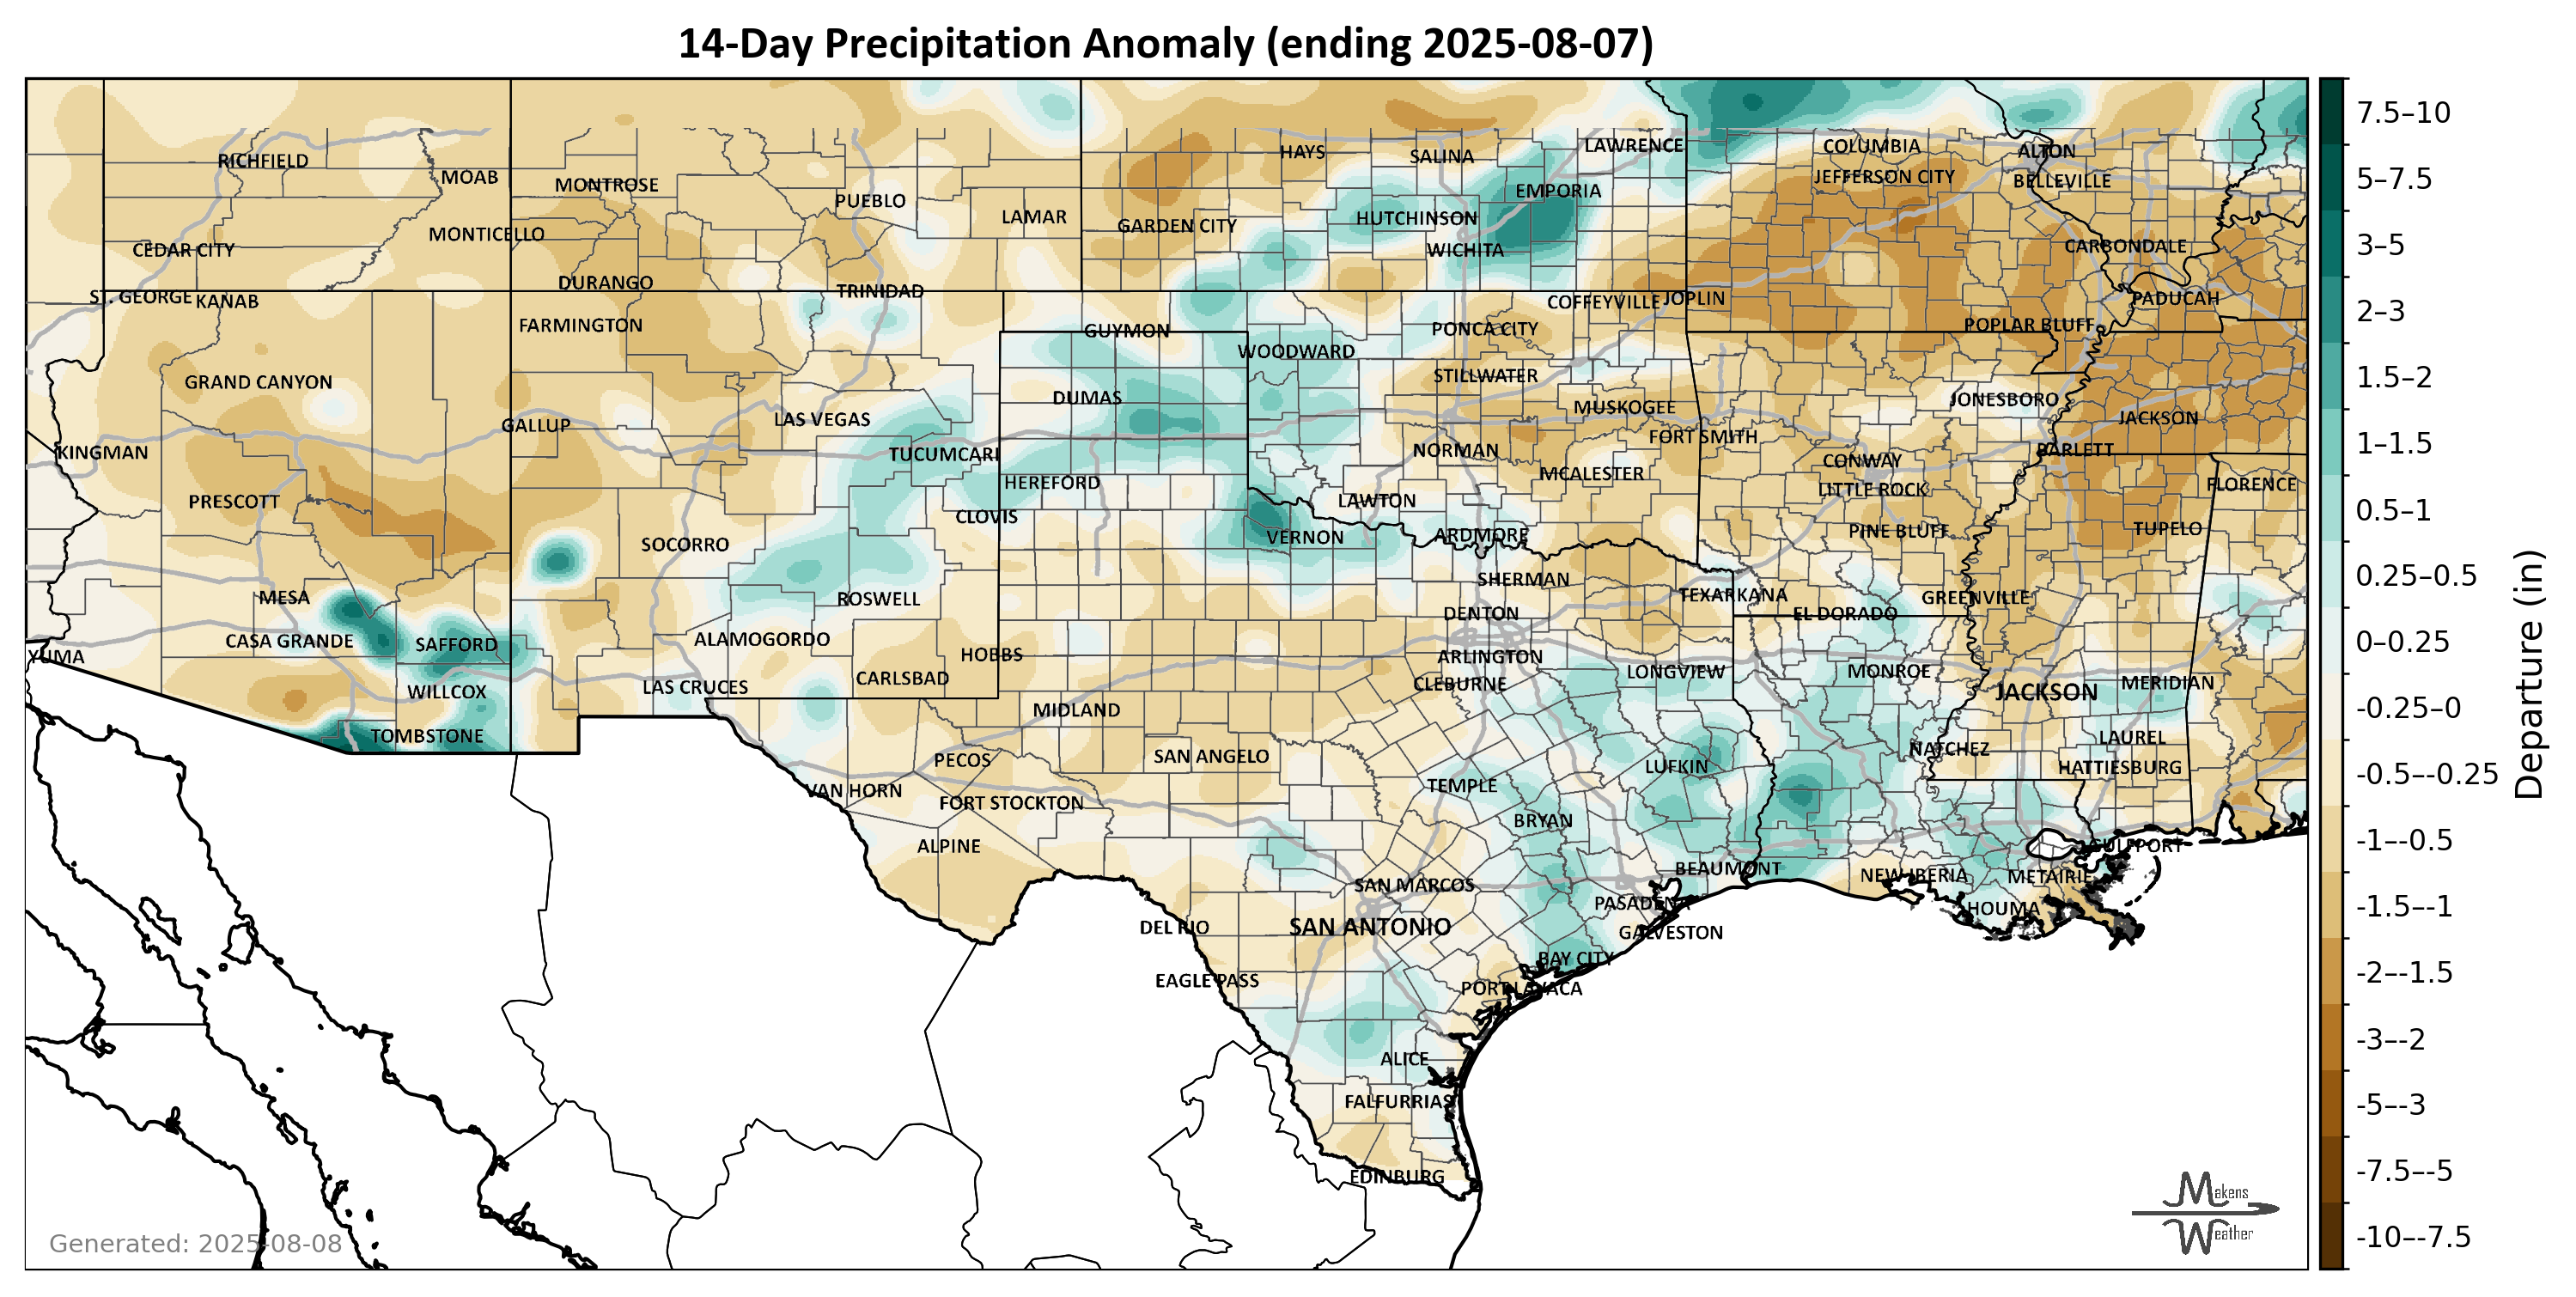 14-Day Precipitation Anomaly (ending 2025-08-07)
RICHFIELD
MOAB
MONTROSE
PUEBLO
LAMAR
HAYS
SALINA
LAWRENCE
COLUMBIA
ALTON
JEFFERSON CITY
BELLEVILLE
EMPORIA
HUTCHINSON
GARDEN CITY
WICHITA
MONTICELLO
CEDAR CITY
CARBONDALE
DURANGO
TRINIDAD
ST. GEORGE
KANAB
COFFEYVILLE
JOPLIN
PADUCAH
FARMINGTON
GUYMON
PONCA CITY
POPLAR BLUFF
WOODWARD
GRAND CANYON
STILLWATER
DUMAS
MUSKOGEE
JONESBORO
LAS VEGAS
JACKSON
GALLUP
FORT SMITH
KINGMAN
TUCUMCARI
NORMAN
BARLETT
CONWAY
MCALESTER
HEREFORD
LITTLE ROCK
FLORENCE
PRESCOTT
LAWTON
CLOVIS
TUPELO
VERNON
ARDMORE
PINE BLUFF
SOCORRO
SHERMAN
MESA
ROSWELL
TEXARKANA
GREENVILLE
DENTON
EL DORADO
CASA GRANDE
SAFFORD
ALAMOGORDO
YUMA
HOBBS
ARLINGTON
LONGVIEW
MONROE
CARLSBAD
CLEBURNE
MERIDIAN
WILLCOX
LAS CRUCES
JACKSON
MIDLAND
TOMBSTONE
NATCHEZ
LAUREL
PECOS
SAN ANGELO
LUFKIN
HATTIESBURG
VAN HORN
TEMPLE
FORT STOCKTON
BRYAN
ALPINE
GULFPORT
BEAUMONT
NEW IBERIA
METAIRIE
SAN MARCOS
PASADENA
HOUMA
DEL RIO
SAN ANTONIO
GALVESTON
BAY CITY
EAGLE PASS
PORT LAVACA
ALICE
FALFURRIAS
EDINBURG
Generated: 2025-08-08
Makens
Weather
7.5–10
5–7.5
3–5
2–3
1.5–2
1–1.5
0.5–1
0.25–0.5
0–0.25
-0.25–0
-0.5–-0.25
-1–-0.5
-1.5–-1
-2–-1.5
-3–-2
-5–-3
-7.5–-5
-10–-7.5
Departure (in)